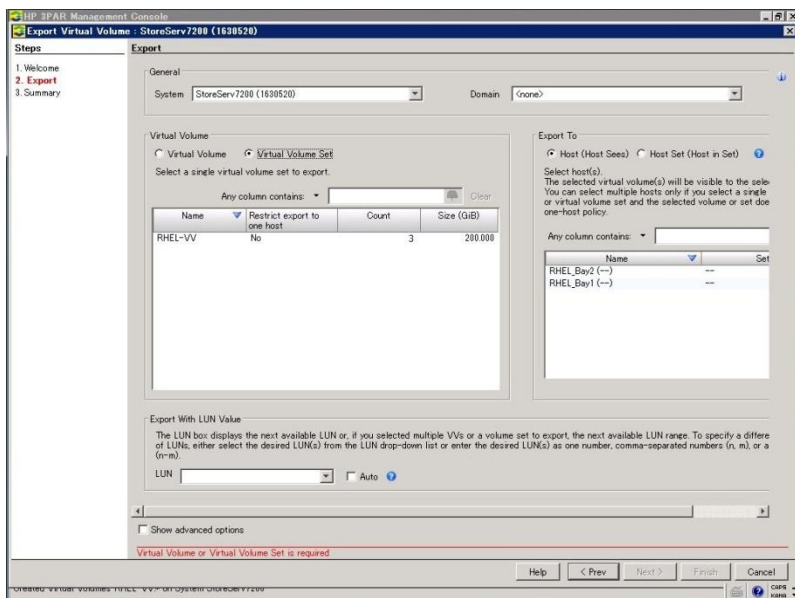 HP 3PAR Management Console
Export Virtual Volume : StoreServ7200 (1630520)
Steps
1. Welcome
2. Export
3. Summary
Export
General
System StoreServ7200 (1630520)
Domain <none>
Virtual Volume
Virtual Volume Virtual Volume Set
Select a single virtual volume set to export.
Any column contains: Clear
Name Restrict export to one host Count Size (GiB)
RHEL-VV No 3 200.000
Export To
Host (Host Sees) Host Set (Host in Set)
Select host(s).
The selected virtual volume(s) will be visible to the sele
You can select multiple hosts only if you select a single
or virtual volume set and the selected volume or set doe
one-host policy.
Any column contains:
Name Set
RHEL_Bay2 (--) --
RHEL_Bay1 (--) --
Export With LUN Value
The LUN box displays the next available LUN or, if you selected multiple VVs or a volume set to export, the next available LUN range. To specify a differe
of LUNs, either select the desired LUN(s) from the LUN drop-down list or enter the desired LUN(s) as one number, comma-separated numbers (n, m), or a
(n-m).
LUN Auto
Show advanced options
Virtual Volume or Virtual Volume Set is required
Help < Prev Next > Finish Cancel
CAPS
KANA